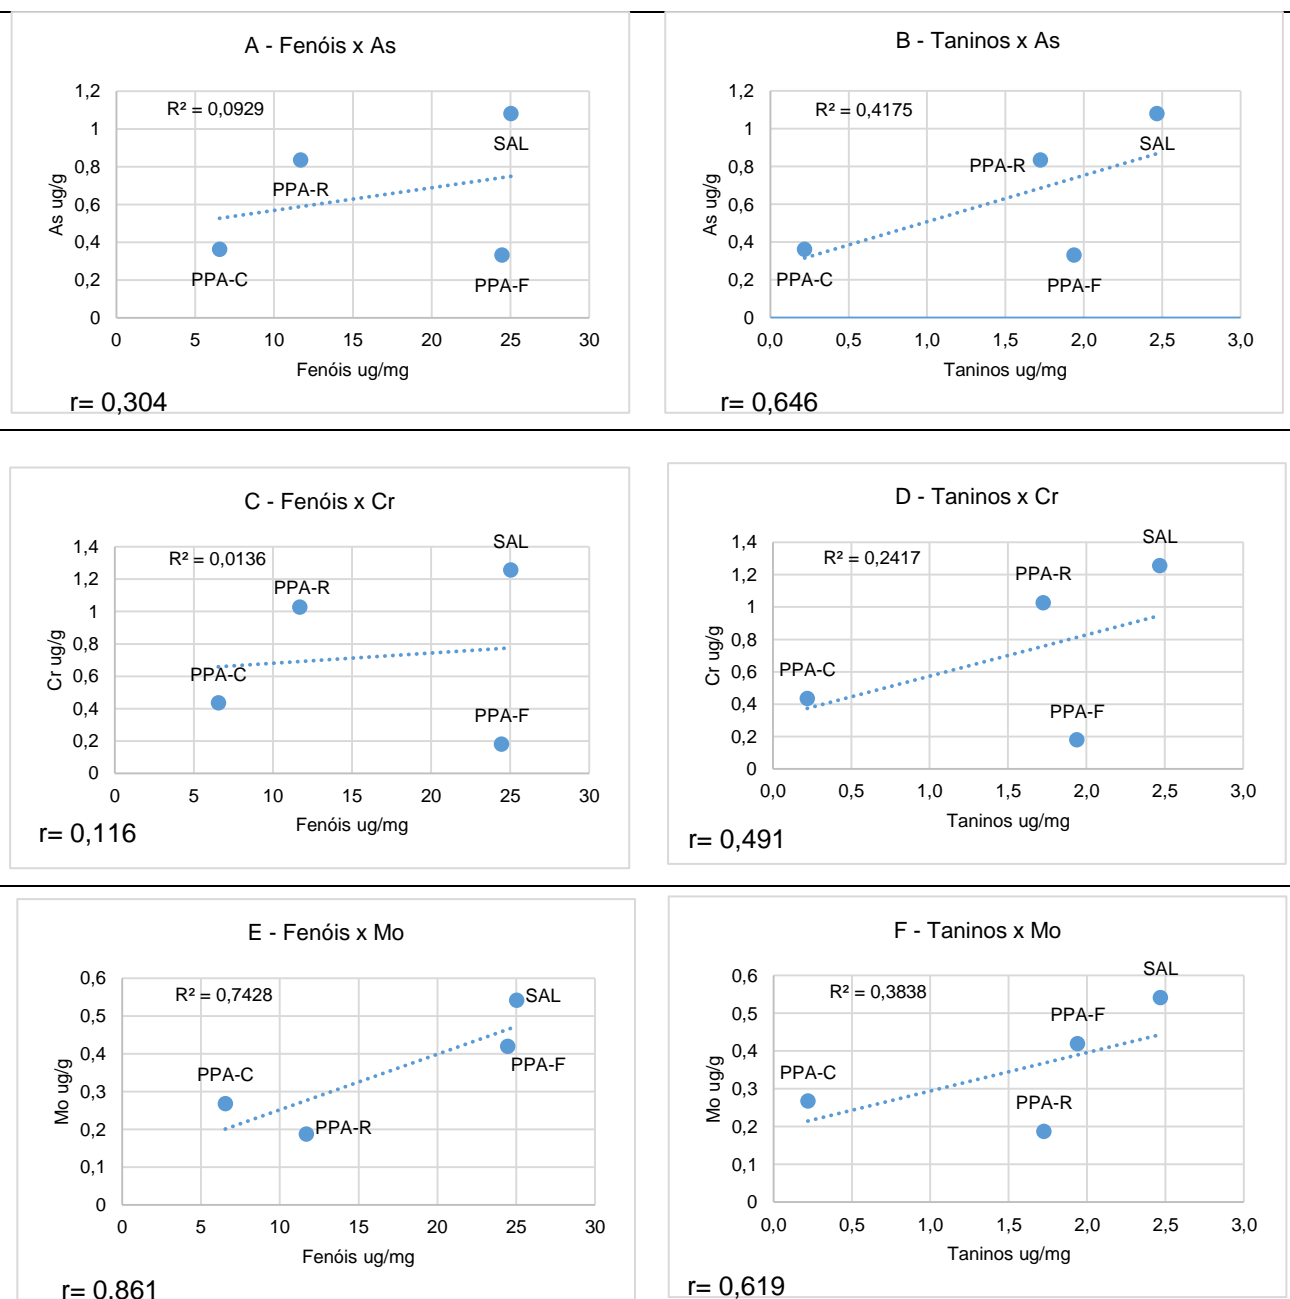 A - Fenóis x As
R² = 0,0929
1,2
1
0,8
0,6
0,4
0,2
0
As ug/g
SAL
PPA-R
PPA-C
PPA-F
0 5 10 15 20 25 30
Fenóis ug/mg
r= 0,304
B - Taninos x As
R² = 0,4175
1,2
1
0,8
0,6
0,4
0,2
0
As ug/g
SAL
PPA-R
PPA-C
PPA-F
0,0 0,5 1,0 1,5 2,0 2,5 3,0
Taninos ug/mg
r= 0,646
C - Fenóis x Cr
R² = 0,0136
1,4
1,2
1
0,8
0,6
0,4
0,2
0
Cr ug/g
SAL
PPA-R
PPA-C
PPA-F
0 5 10 15 20 25 30
Fenóis ug/mg
r= 0,116
D - Taninos x Cr
R² = 0,2417
1,4
1,2
1
0,8
0,6
0,4
0,2
0
Cr ug/g
SAL
PPA-R
PPA-C
PPA-F
0,0 0,5 1,0 1,5 2,0 2,5 3,0
Taninos ug/mg
r= 0,491
E - Fenóis x Mo
R² = 0,7428
0,6
0,5
0,4
0,3
0,2
0,1
0
Mo ug/g
SAL
PPA-F
PPA-C
PPA-R
0 5 10 15 20 25 30
Fenóis ug/mg
r= 0,861
F - Taninos x Mo
R² = 0,3838
0,6
0,5
0,4
0,3
0,2
0,1
0
Mo ug/g
SAL
PPA-F
PPA-C
PPA-R
0,0 0,5 1,0 1,5 2,0 2,5 3,0
Taninos ug/mg
r= 0,619